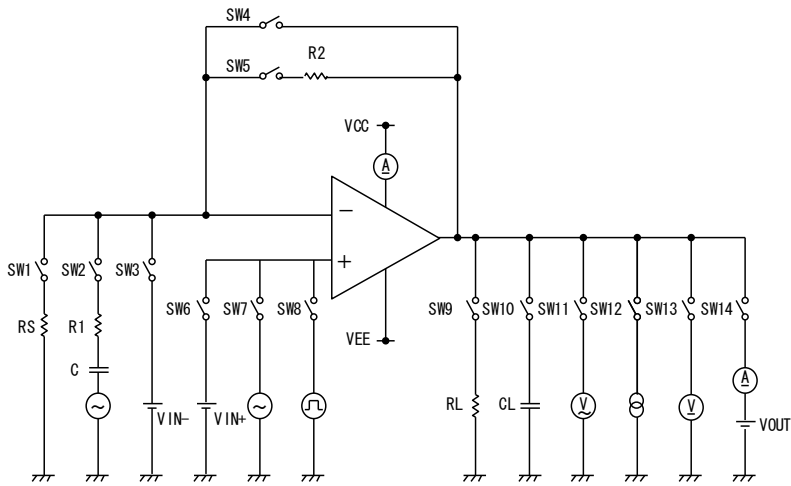 SW4
R2
SW5
VCC
A
−
SW1 SW2 SW3
+
SW6 SW7 SW8
SW9 SW10 SW11 SW12 SW13 SW14
RS R1
VEE
C
A
RL CL V V
VIN− VIN+
VOUT